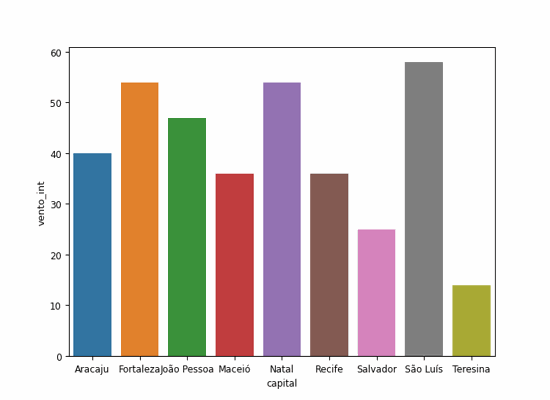 60
50
40
30
20
10
0
vento_int
Aracaju Fortaleza João Pessoa Maceió Natal Recife Salvador São Luís Teresina
capital